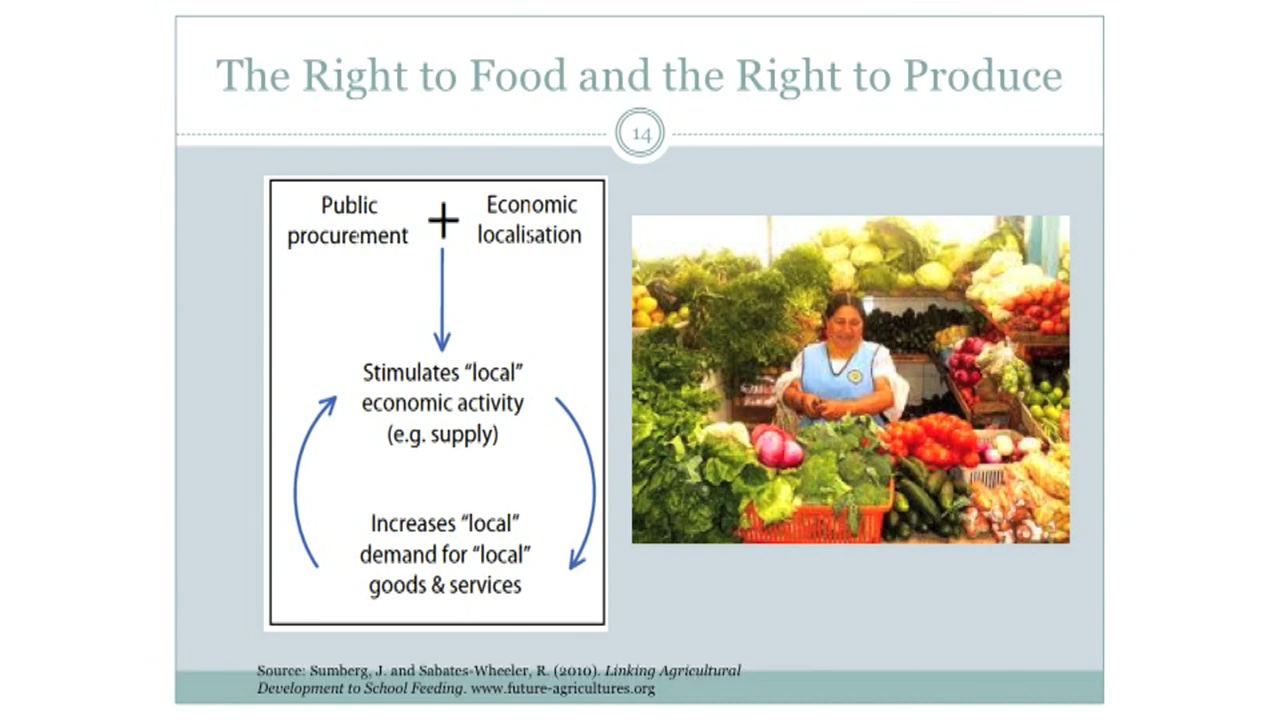 The Right to Food and the Right to Produce
14
Public
procurement
+
Economic
localisation
Stimulates “local”
economic activity
(e.g. supply)
Increases “local”
demand for “local”
goods & services
Source: Sumberg, J. and Sabates-Wheeler, R. (2010). Linking Agricultural
Development to School Feeding. www.future-agricultures.org